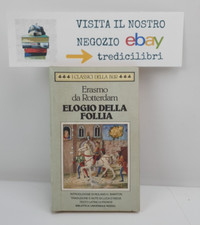 VISITA IL NOSTRO
NEGOZIO ebay
tredicilibri
I CLASSICI DELLA BUR
Erasmo
da Rotterdam
ELOGIO DELLA
FOLLIA